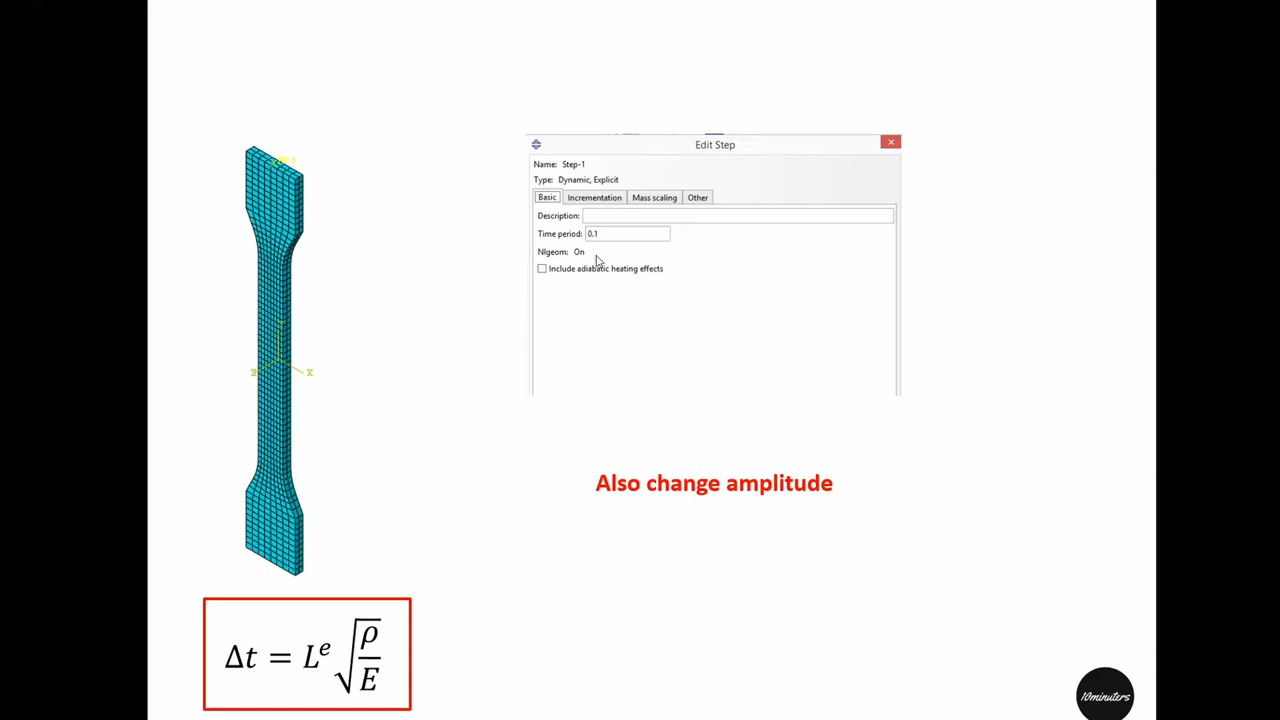 Edit Step
Name: Step-1
Type: Dynamic, Explicit
Basic Incrementation Mass scaling Other
Description:
Time period: 0.1
Nlgeom: On
Include adiabatic heating effects
Z X
Also change amplitude
Δt = L^e √(ρ/E)
10minuters